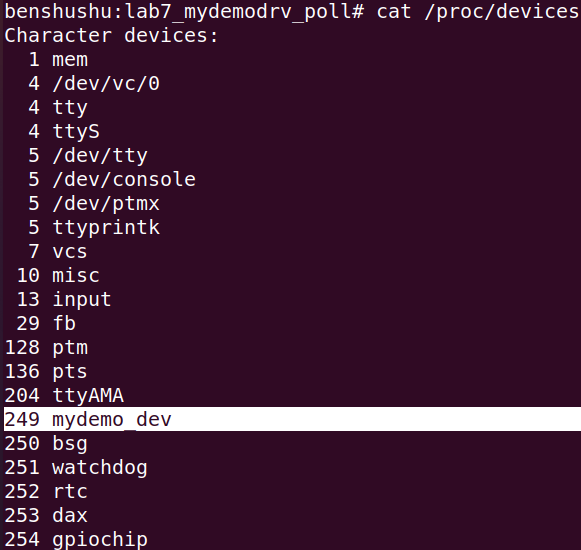 benshushu:lab7_mydemodrv_poll# cat /proc/devices
Character devices:
  1 mem
  4 /dev/vc/0
  4 tty
  4 ttyS
  5 /dev/tty
  5 /dev/console
  5 /dev/ptmx
  5 ttyprintk
  7 vcs
 10 misc
 13 input
 29 fb
128 ptm
136 pts
204 ttyAMA
249 mydemo_dev
250 bsg
251 watchdog
252 rtc
253 dax
254 gpiochip